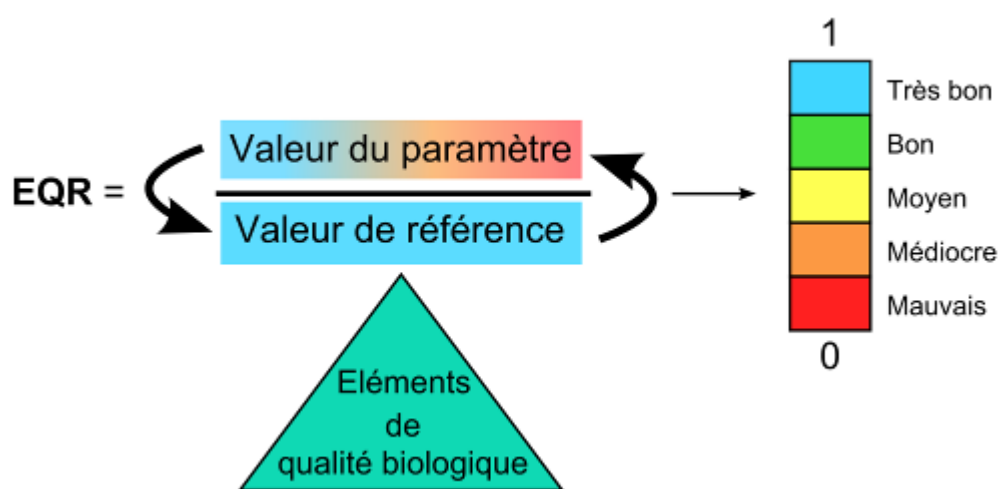 EQR =
Valeur du paramètre
Valeur de référence
Eléments
de
qualité biologique
1
Très bon
Bon
Moyen
Médiocre
Mauvais
0